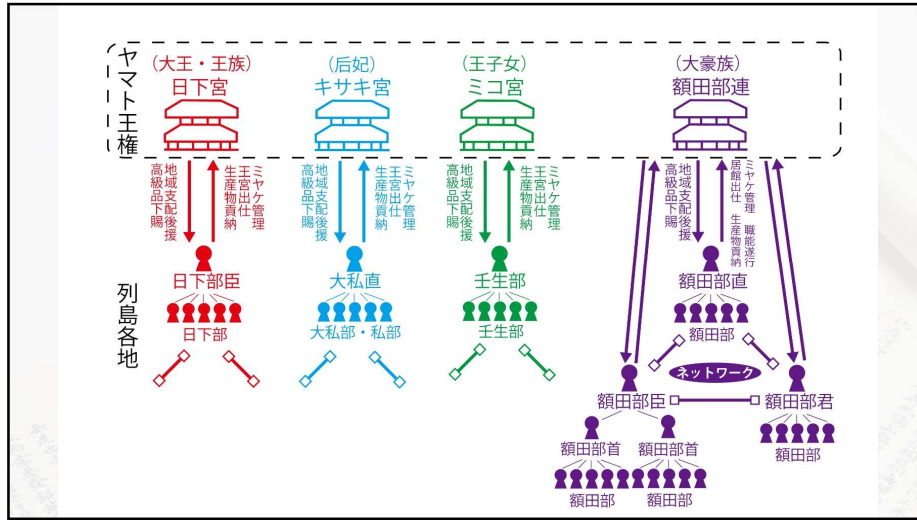 ヤマト王権
（大王・王族）
日下宮
（后妃）
キサキ宮
（王子女）
ミコ宮
（大豪族）
額田部連
地域支配後援
高級品下賜
ミヤケ管理
王宮出仕
生産物貢納
地域支配後援
高級品下賜
ミヤケ管理
王宮出仕
生産物貢納
地域支配後援
高級品下賜
ミヤケ管理
王宮出仕
生産物貢納
地域支配後援
高級品下賜
ミヤケ管理 職能遂行
居館出仕 生産物貢納
列島各地
日下部臣
日下部
大私直
大私部・私部
壬生部
壬生部
額田部直
額田部
ネットワーク
額田部臣
額田部君
額田部首
額田部首
額田部
額田部
額田部